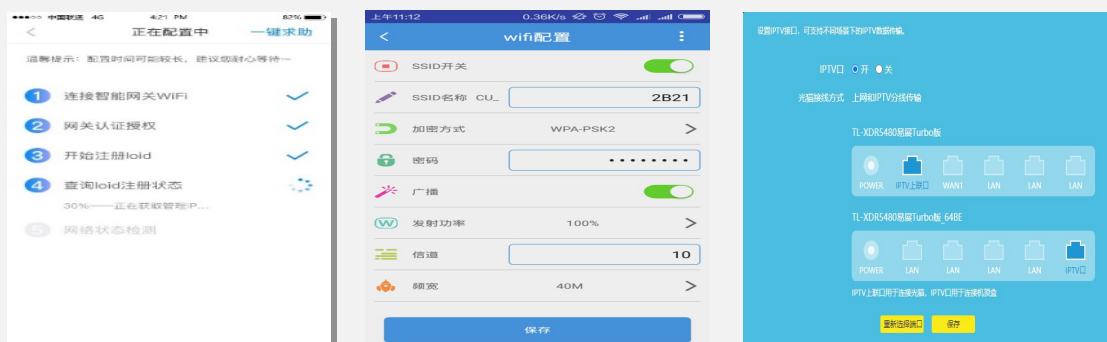 中国联通 4G 4:21 PM 82%
正在配置中 一键求助
温馨提示：配置时间可能较长，建议您耐心等待~
1 连接智能网关WiFi
2 网关认证授权
3 开始注册loid
4 查询loid注册状态
30%——正在获取管理IP...
5 网络状态检测
上午11:12 0.36K/s
wifi配置
SSID开关
SSID名称 CU_ 2B21
加密方式 WPA-PSK2
密码 ••••••••
广播
W 发射功率 100%
信道 10
频宽 40M
保存
设置IPTV接口，可支持不同场景下的IPTV数据传输。
IPTV口 开 关
光猫接线方式 上网和IPTV分线传输
TL-XDR5480易展Turbo版
POWER IPTV上联口 WAN1 LAN LAN LAN
TL-XDR5480易展Turbo版_64BE
POWER LAN LAN LAN LAN IPTV口
IPTV上联口用于连接光猫，IPTV口用于连接机顶盒
重新选择端口 保存